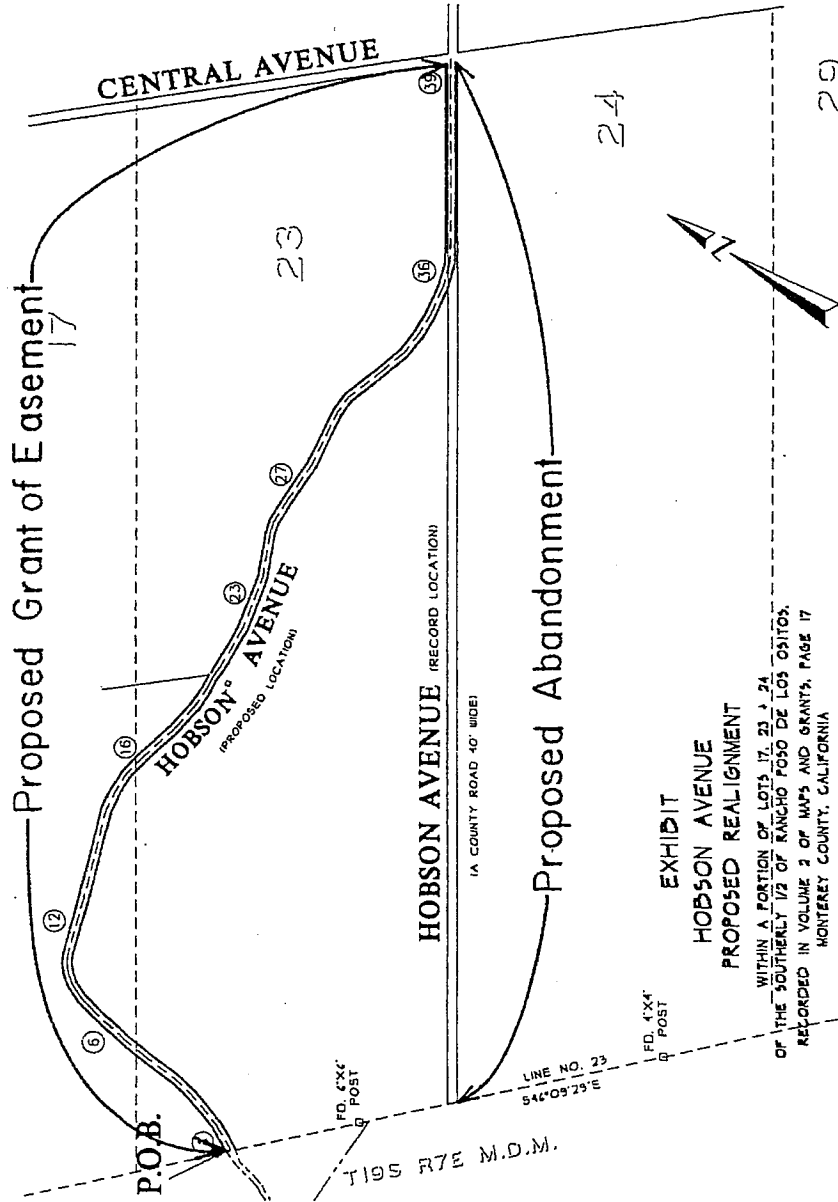 Proposed Grant of Easement
17
CENTRAL AVENUE
23
39
36
27
23
16
12
6
P.O.B.
HOBSON AVENUE
(PROPOSED LOCATION)
24
29
N
HOBSON AVENUE (RECORD LOCATION)
(A COUNTY ROAD 40' WIDE)
Proposed Abandonment
FD. 6"X6"
POST
FD. 4"X4"
POST
LINE NO. 23
S46°09'29"E
T19S R7E M.D.M.
EXHIBIT
HOBSON AVENUE
PROPOSED REALIGNMENT
WITHIN A PORTION OF LOTS 17, 23 & 24
OF THE SOUTHERLY 1/2 OF RANCHO POSO DE LOS OSITOS,
RECORDED IN VOLUME 2 OF MAPS AND GRANTS, PAGE 17
MONTEREY COUNTY, CALIFORNIA